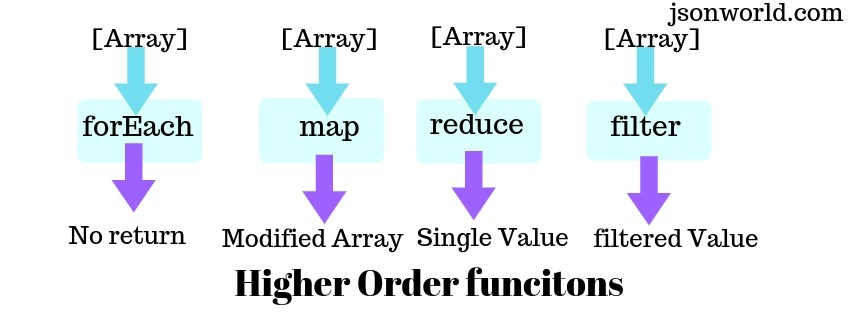 jsonworld.com
[Array] [Array] [Array] [Array]
forEach map reduce filter
No return Modified Array Single Value filtered Value
Higher Order funcitons